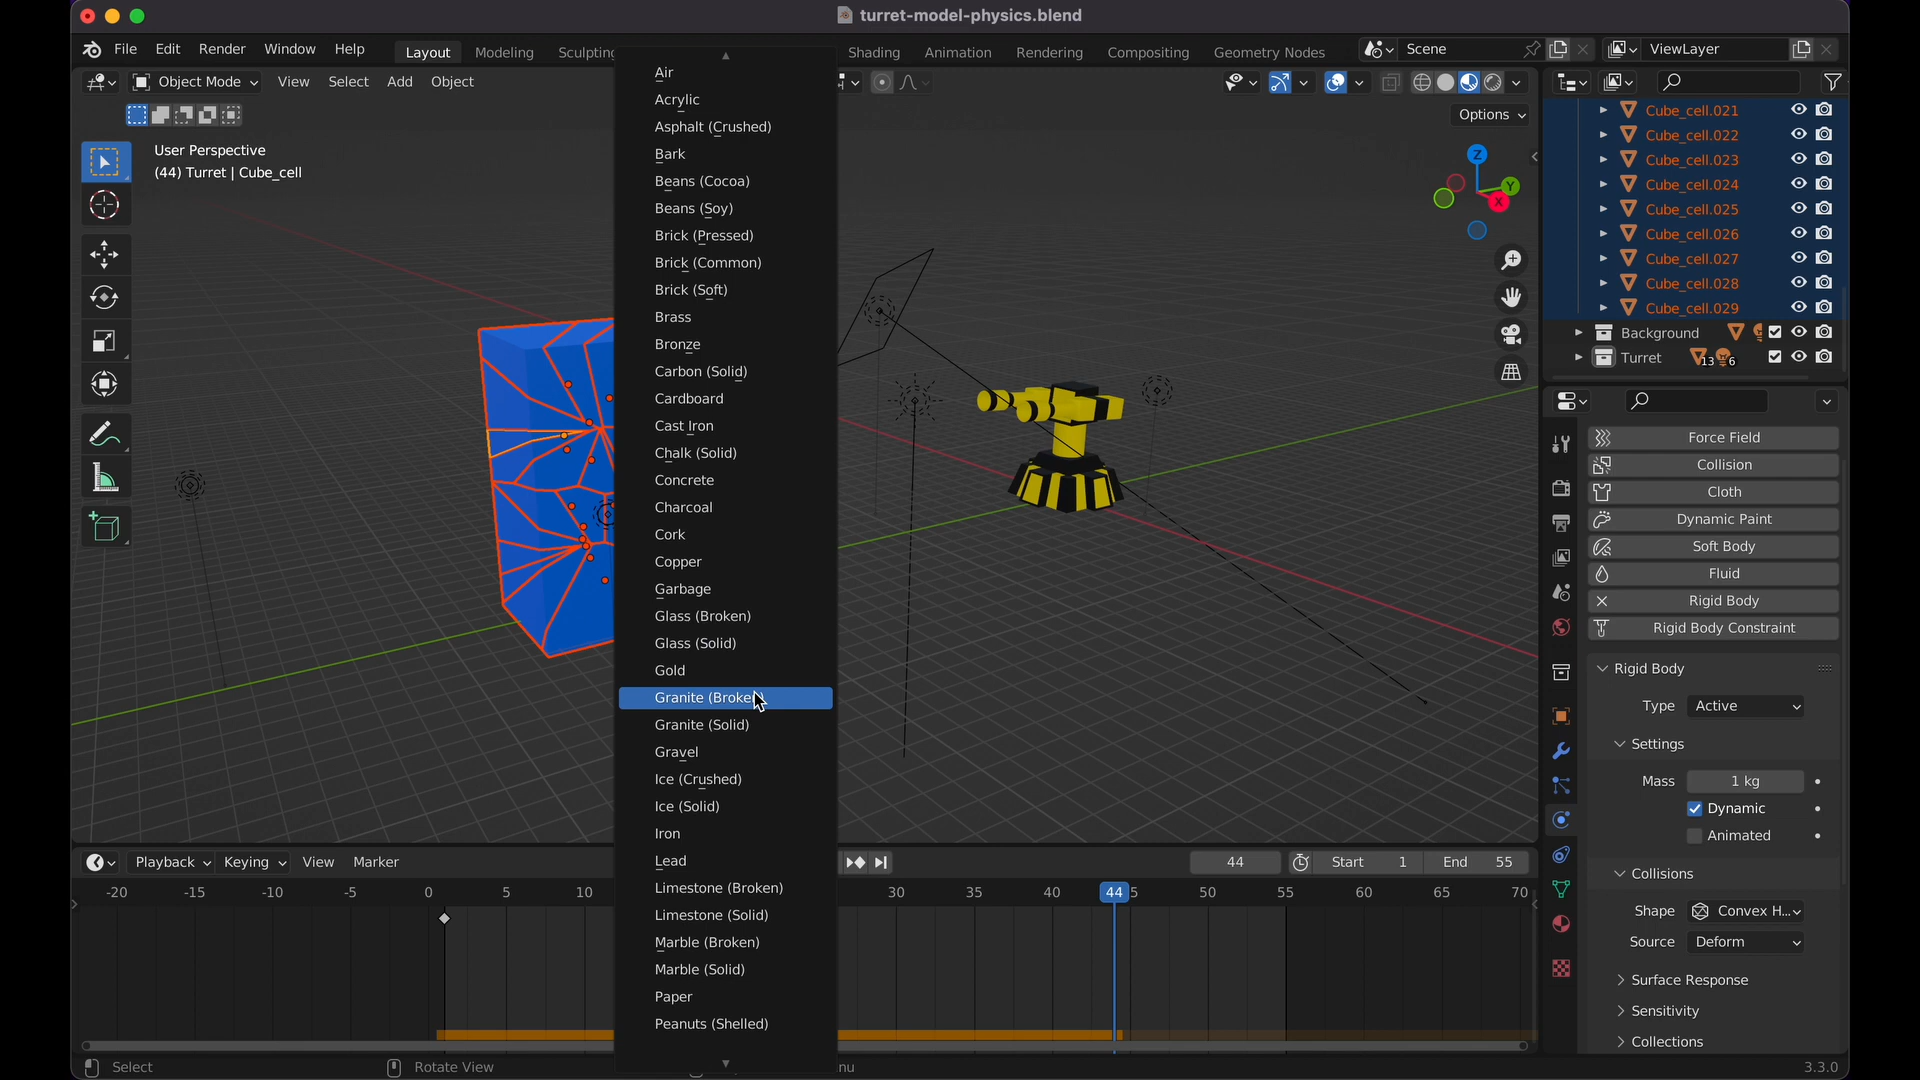 turret-model-physics.blend
File Edit Render Window Help
Layout Modeling Sculpting Shading Animation Rendering Compositing Geometry Nodes
Scene
ViewLayer
Object Mode View Select Add Object
Options
User Perspective
(44) Turret | Cube_cell
Z
Y
X
Air
Acrylic
Asphalt (Crushed)
Bark
Beans (Cocoa)
Beans (Soy)
Brick (Pressed)
Brick (Common)
Brick (Soft)
Brass
Bronze
Carbon (Solid)
Cardboard
Cast Iron
Chalk (Solid)
Concrete
Charcoal
Cork
Copper
Garbage
Glass (Broken)
Glass (Solid)
Gold
Granite (Broken)
Granite (Solid)
Gravel
Ice (Crushed)
Ice (Solid)
Iron
Lead
Limestone (Broken)
Limestone (Solid)
Marble (Broken)
Marble (Solid)
Paper
Peanuts (Shelled)
Cube_cell.021
Cube_cell.022
Cube_cell.023
Cube_cell.024
Cube_cell.025
Cube_cell.026
Cube_cell.027
Cube_cell.028
Cube_cell.029
Background
Turret 13 6
Force Field
Collision
Cloth
Dynamic Paint
Soft Body
Fluid
Rigid Body
Rigid Body Constraint
Rigid Body
Type Active
Settings
Mass 1 kg
Dynamic
Animated
Collisions
Shape Convex H...
Source Deform
Surface Response
Sensitivity
Collections
Playback Keying View Marker
44 Start 1 End 55
-20 -15 -10 -5 0 5 10 30 35 40 44 5 50 55 60 65 70
Select Rotate View nu 3.3.0